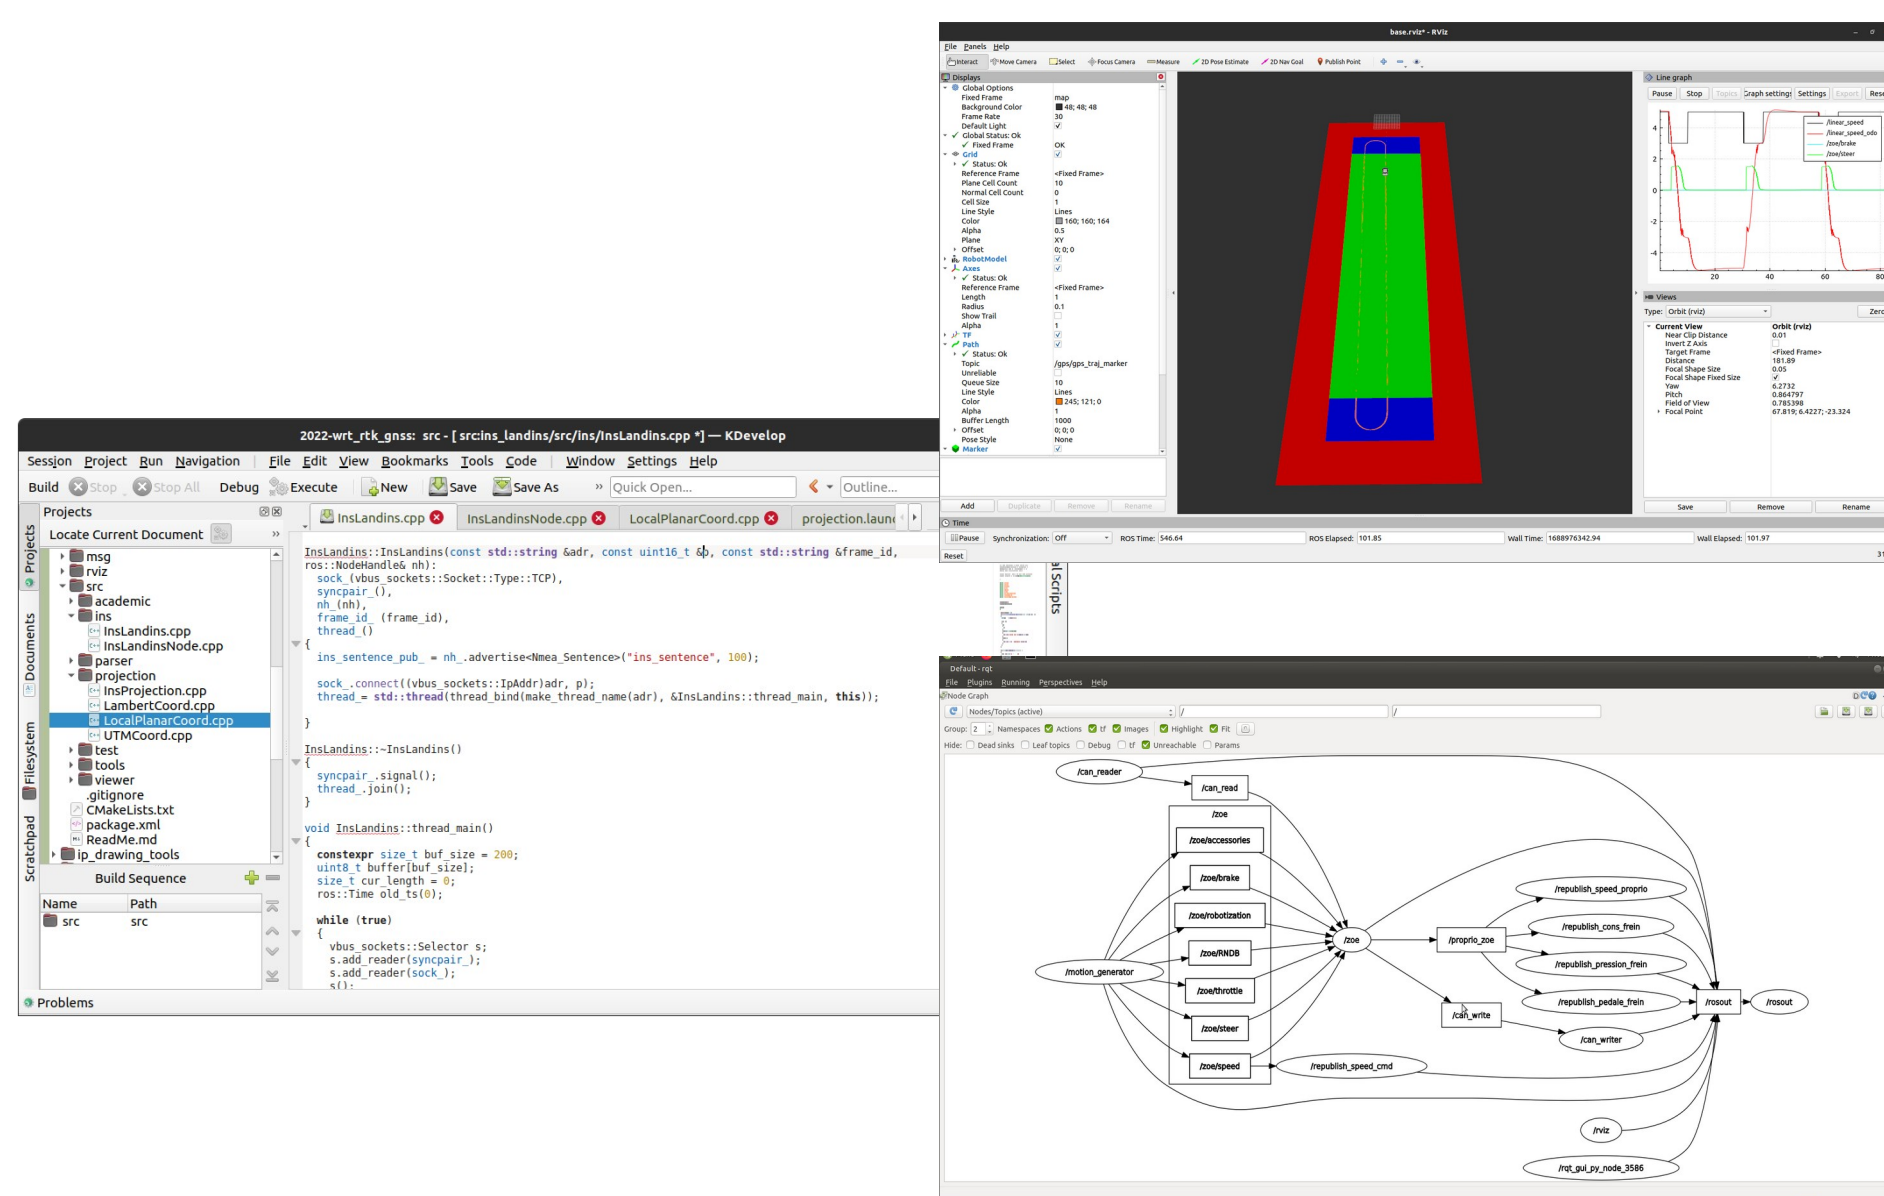 2022-wrt_rtk_gnss: src - [ src:ins_landins/src/ins/InsLandins.cpp *] — KDevelop
Session Project Run Navigation File Edit View Bookmarks Tools Code Window Settings Help
Build Stop Stop All Debug Execute New Save Save As » Quick Open... Outline...
Projects
Locate Current Document »
Projects
Documents
Filesystem
Scratchpad
msg
rviz
src
academic
ins
InsLandins.cpp
InsLandinsNode.cpp
parser
projection
InsProjection.cpp
LambertCoord.cpp
LocalPlanarCoord.cpp
UTMCoord.cpp
test
tools
viewer
.gitignore
CMakeLists.txt
package.xml
ReadMe.md
ip_drawing_tools
Build Sequence
Name Path
src src
Problems
InsLandins.cpp InsLandinsNode.cpp LocalPlanarCoord.cpp projection.laun
InsLandins::InsLandins(const std::string &adr, const uint16_t &p, const std::string &frame_id,
ros::NodeHandle& nh):
sock_(vbus_sockets::Socket::Type::TCP),
syncpair_(),
nh_(nh),
frame_id_ (frame_id),
thread_()
{
ins_sentence_pub_ = nh_.advertise<Nmea_Sentence>("ins_sentence", 100);
sock_.connect((vbus_sockets::IpAddr)adr, p);
thread_= std::thread(thread_bind(make_thread_name(adr), &InsLandins::thread_main, this));
}
InsLandins::~InsLandins()
{
syncpair_.signal();
thread_.join();
}
void InsLandins::thread_main()
{
constexpr size_t buf_size = 200;
uint8_t buffer[buf_size];
size_t cur_length = 0;
ros::Time old_ts(0);
while (true)
{
vbus_sockets::Selector s;
s.add_reader(syncpair_);
s.add_reader(sock_);
s();
base.rviz* - RViz
File Panels Help
Interact Move Camera Select Focus Camera Measure 2D Pose Estimate 2D Nav Goal Publish Point
Displays
Global Options
Fixed Frame map
Background Color 48; 48; 48
Frame Rate 30
Default Light ✓
Global Status: Ok
Fixed Frame OK
Grid ✓
Status: Ok
Reference Frame <Fixed Frame>
Plane Cell Count 10
Normal Cell Count 0
Cell Size 1
Line Style Lines
Color 160; 160; 164
Alpha 0.5
Plane XY
Offset 0; 0; 0
RobotModel ✓
Axes ✓
Status: Ok
Reference Frame <Fixed Frame>
Length 1
Radius 0.1
Show Trail
Alpha 1
TF ✓
Path ✓
Status: Ok
Topic /gps/gps_traj_marker
Unreliable
Queue Size 10
Line Style Lines
Color 245; 121; 0
Alpha 1
Buffer Length 1000
Offset 0; 0; 0
Pose Style None
Marker ✓
Add Duplicate Remove Rename
Line graph
Pause Stop Topics Graph settings Settings Export Rese
/linear_speed
/linear_speed_odo
/zoe/brake
/zoe/steer
4
2
0
-2
-4
20 40 60 80
Views
Type: Orbit (rviz) Zero
Current View Orbit (rviz)
Near Clip Distance 0.01
Invert Z Axis
Target Frame <Fixed Frame>
Distance 181.89
Focal Shape Size 0.05
Focal Shape Fixed Size ✓
Yaw 6.2732
Pitch 0.864797
Field of View 0.785398
Focal Point 67.819; 6.4227; -23.324
Save Remove Rename
Time
Pause Synchronization: Off ROS Time: 546.64 ROS Elapsed: 101.85 Wall Time: 1688976342.94 Wall Elapsed: 101.97
Reset 31
al Scripts
Default - rqt
File Plugins Running Perspectives Help
Node Graph
Nodes/Topics (active) / /
Group: 2 Namespaces Actions tf Images Highlight Fit
Hide: Dead sinks Leaf topics Debug tf Unreachable Params
/can_reader
/can_read
/zoe
/zoe/accessories
/zoe/brake
/zoe/robotization
/zoe/RNDB
/zoe/throttle
/zoe/steer
/zoe/speed
/motion_generator
/zoe
/proprio_zoe
/can_write
/republish_speed_proprio
/republish_cons_frein
/republish_pression_frein
/republish_pedale_frein
/can_writer
/republish_speed_cmd
/rosout
/rosout
/rviz
/rqt_gui_py_node_3586